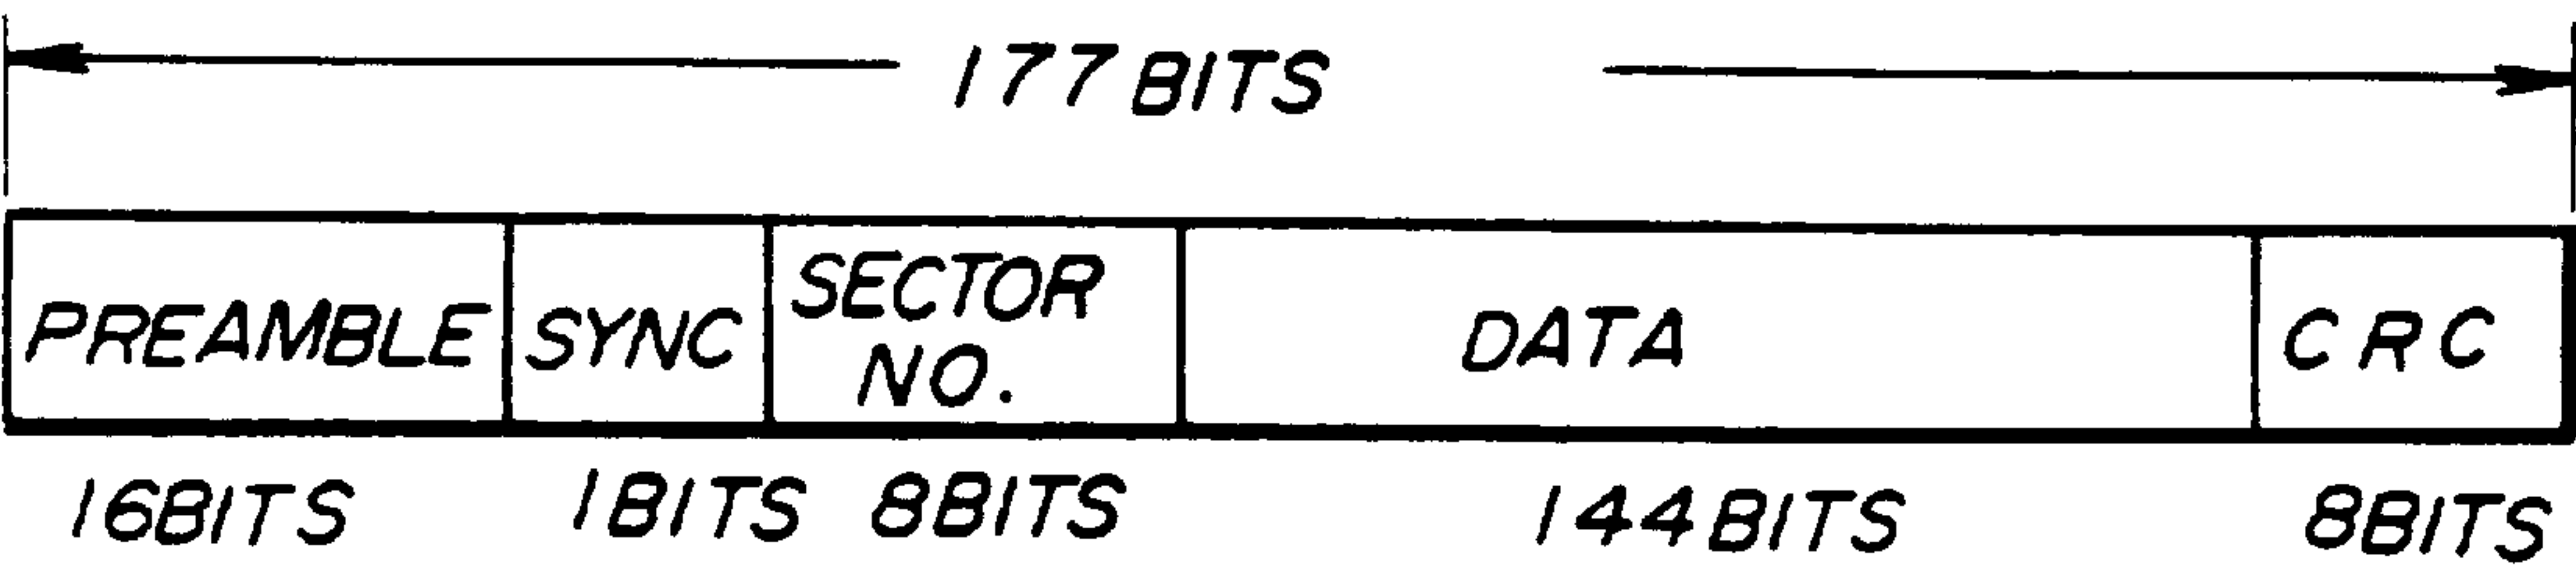 177 BITS
PREAMBLE SYNC SECTOR NO. DATA CRC
16BITS 1BITS 8BITS 144BITS 8BITS